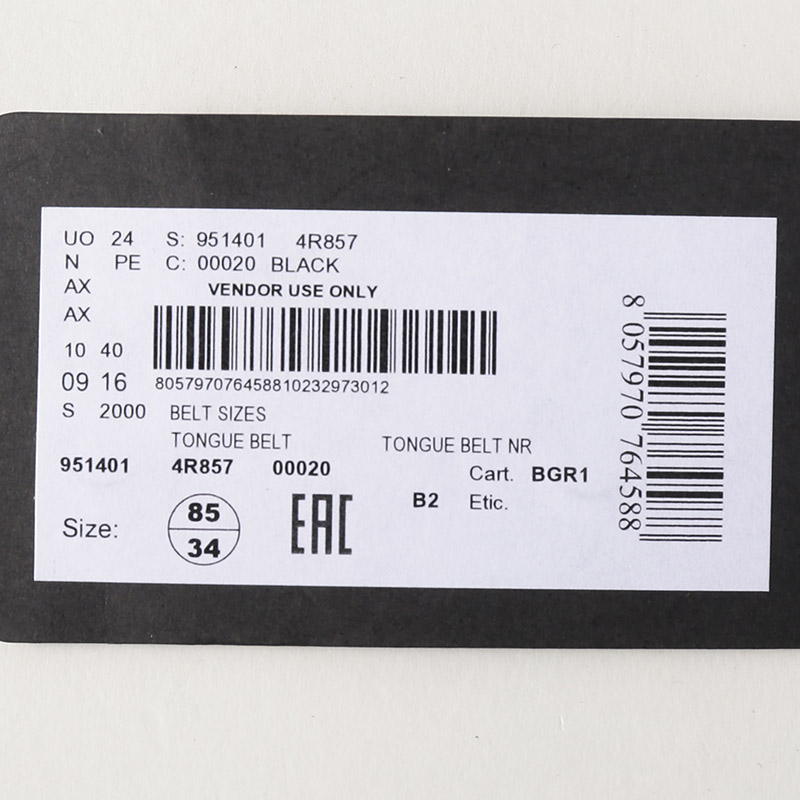 UO 24 S: 951401 4R857
N PE C: 00020 BLACK
AX VENDOR USE ONLY
AX
10 40
09 16 805797076458810232973012
S 2000 BELT SIZES
TONGUE BELT TONGUE BELT NR
951401 4R857 00020 Cart. BGR1
B2 Etic.
Size: 85
34
EAC
8 057970 764588